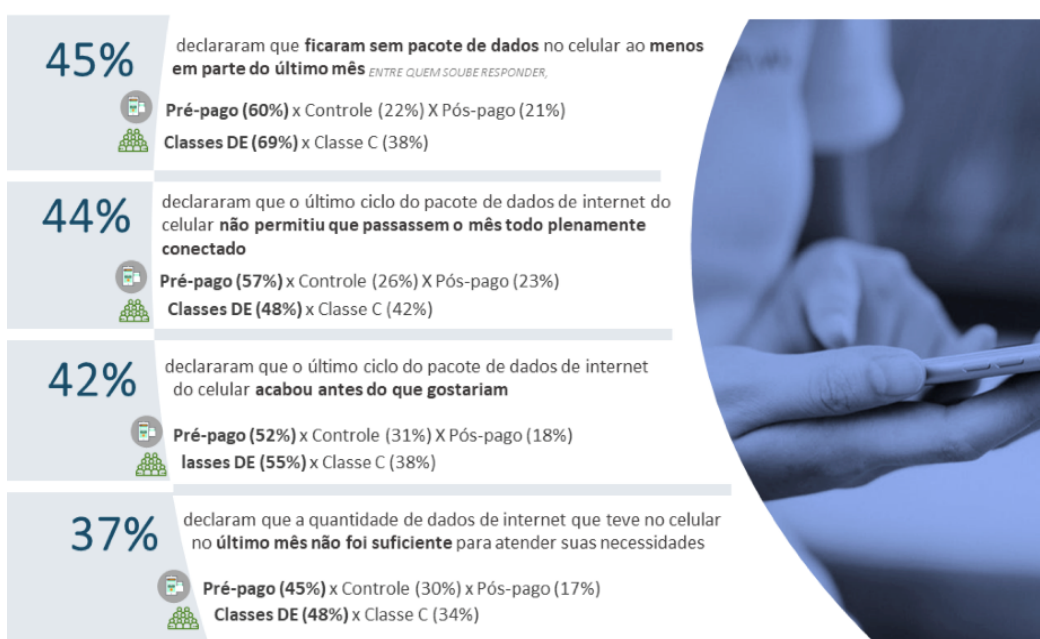 45%
declararam que ficaram sem pacote de dados no celular ao menos
em parte do último mês ENTRE QUEM SOUBE RESPONDER,
Pré-pago (60%) x Controle (22%) X Pós-pago (21%)
Classes DE (69%) x Classe C (38%)
44%
declararam que o último ciclo do pacote de dados de internet do
celular não permitiu que passassem o mês todo plenamente
conectado
Pré-pago (57%) x Controle (26%) X Pós-pago (23%)
Classes DE (48%) x Classe C (42%)
42%
declararam que o último ciclo do pacote de dados de internet
do celular acabou antes do que gostariam
Pré-pago (52%) x Controle (31%) X Pós-pago (18%)
lasses DE (55%) x Classe C (38%)
37%
declaram que a quantidade de dados de internet que teve no celular
no último mês não foi suficiente para atender suas necessidades
Pré-pago (45%) x Controle (30%) x Pós-pago (17%)
Classes DE (48%) x Classe C (34%)